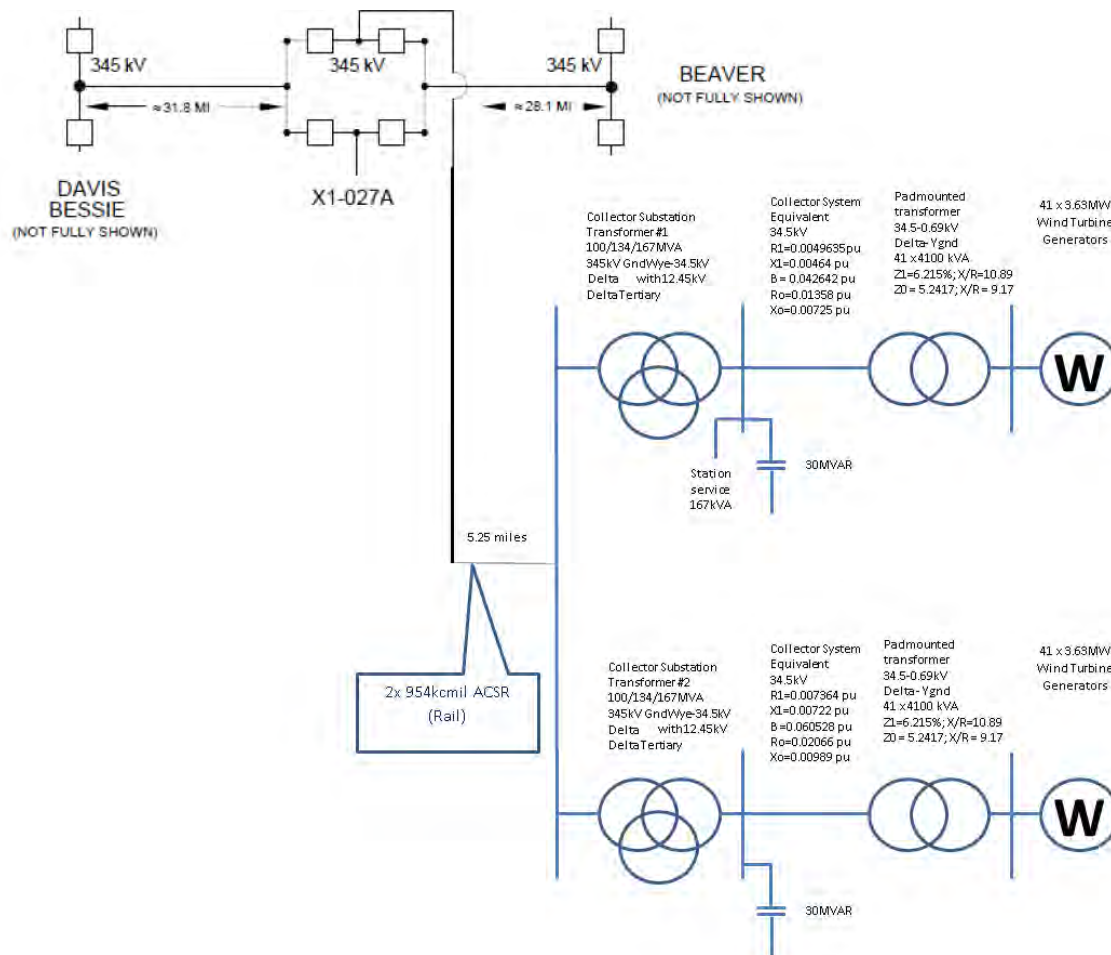 345 kV
345 kV
345 kV
BEAVER
(NOT FULLY SHOWN)
≈31.8 MI
≈28.1 MI
DAVIS
BESSIE
(NOT FULLY SHOWN)
X1-027A
Collector Substation
Transformer #1
100/134/167MVA
345kV GndWye-34.5kV
Delta with12.45kV
DeltaTertiary
Collector System
Equivalent
34.5kV
R1=0.0049635pu
X1=0.00464 pu
B = 0.042642 pu
Ro=0.01358 pu
Xo=0.00725 pu
Padmounted
transformer
34.5-0.69kV
Delta-Ygnd
41 x4100 kVA
Z1=6.215%; X/R=10.89
Z0 = 5.2417; X/R = 9.17
41 x 3.63MW
Wind Turbine
Generators
W
Station
service
167kVA
30MVAR
5.25 miles
2x 954kcmil ACSR
(Rail)
Collector Substation
Transformer #2
100/134/167MVA
345kV GndWye-34.5kV
Delta with12.45kV
DeltaTertiary
Collector System
Equivalent
34.5kV
R1=0.007364 pu
X1=0.00722 pu
B =0.060528 pu
Ro=0.02066 pu
Xo=0.00989 pu
Padmounted
transformer
34.5-0.69kV
Delta-Ygnd
41 x4100 kVA
Z1=6.215%; X/R=10.89
Z0 = 5.2417; X/R = 9.17
41 x 3.63MW
Wind Turbine
Generators
W
30MVAR